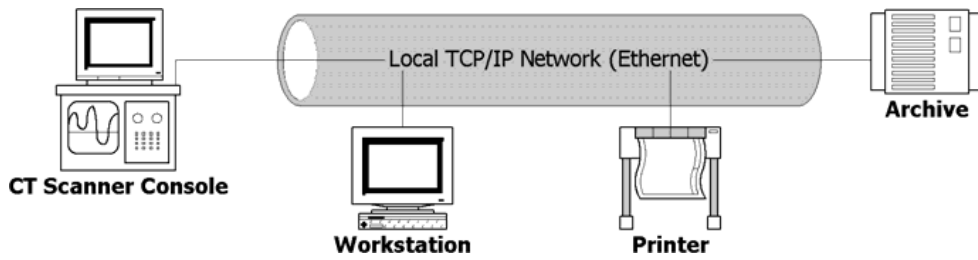 Local TCP/IP Network (Ethernet)
Archive
CT Scanner Console
Workstation
Printer